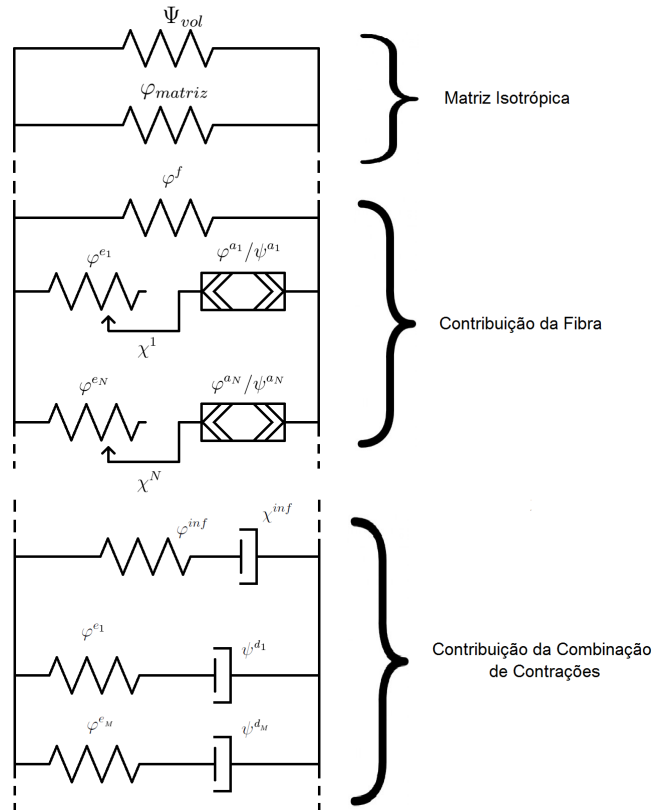 Ψ_vol
φ_matriz
Matriz Isotrópica
φ^f
φ^{e_1}
φ^{a_1}/ψ^{a_1}
χ^1
Contribuição da Fibra
φ^{e_N}
φ^{a_N}/ψ^{a_N}
χ^N
φ^{inf}
χ^{inf}
φ^{e_1}
ψ^{d_1}
Contribuição da Combinação
de Contrações
φ^{e_M}
ψ^{d_M}